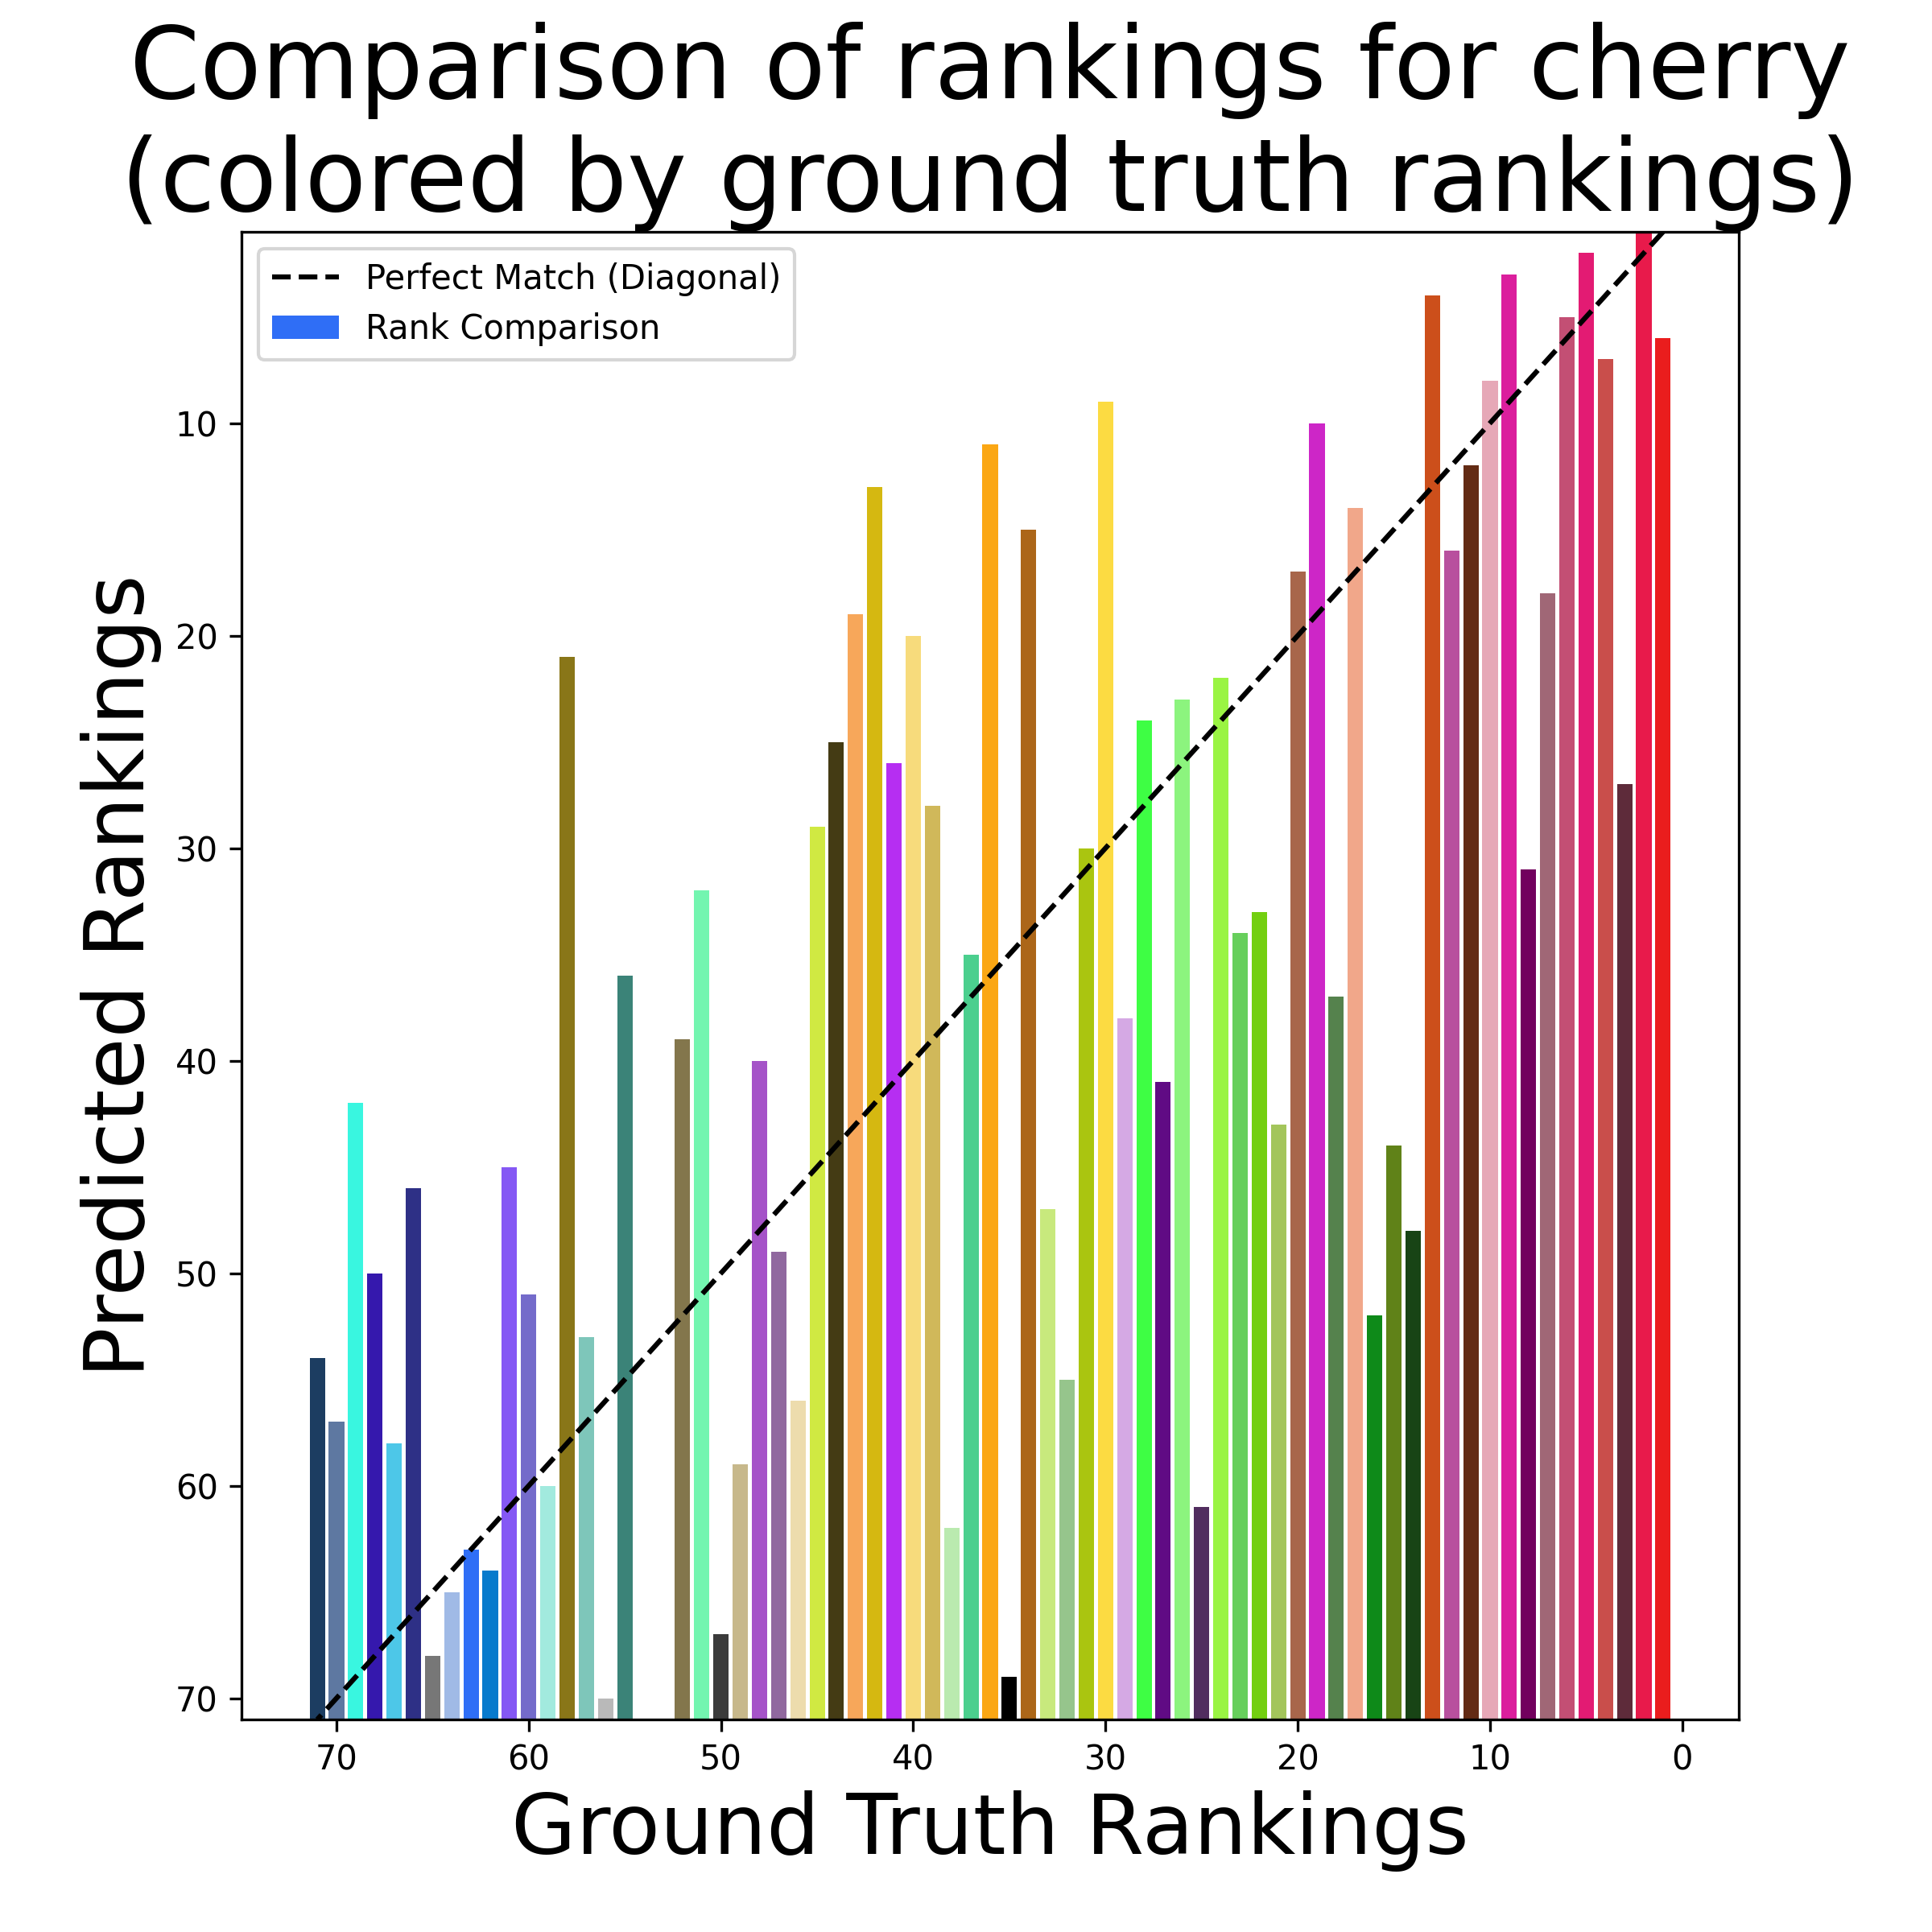 Comparison of rankings for cherry
(colored by ground truth rankings)
Perfect Match (Diagonal)
Rank Comparison
Predicted Rankings
10
20
30
40
50
60
70
70 60 50 40 30 20 10 0
Ground Truth Rankings